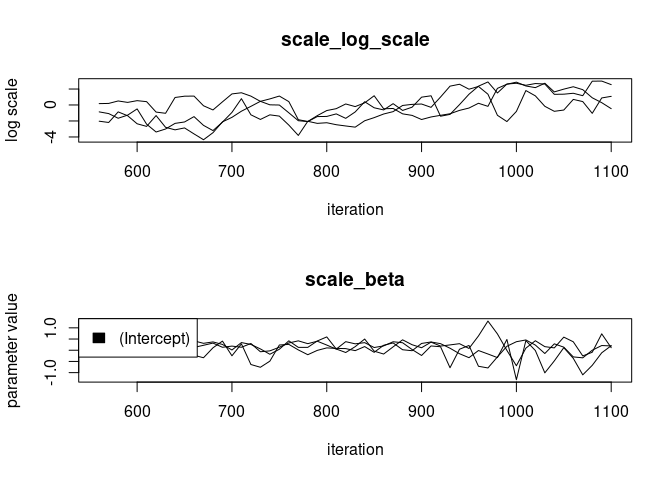 scale_log_scale
log scale
0
-4
600 700 800 900 1000 1100
iteration
scale_beta
parameter value
1.0
-1.0
(Intercept)
600 700 800 900 1000 1100
iteration